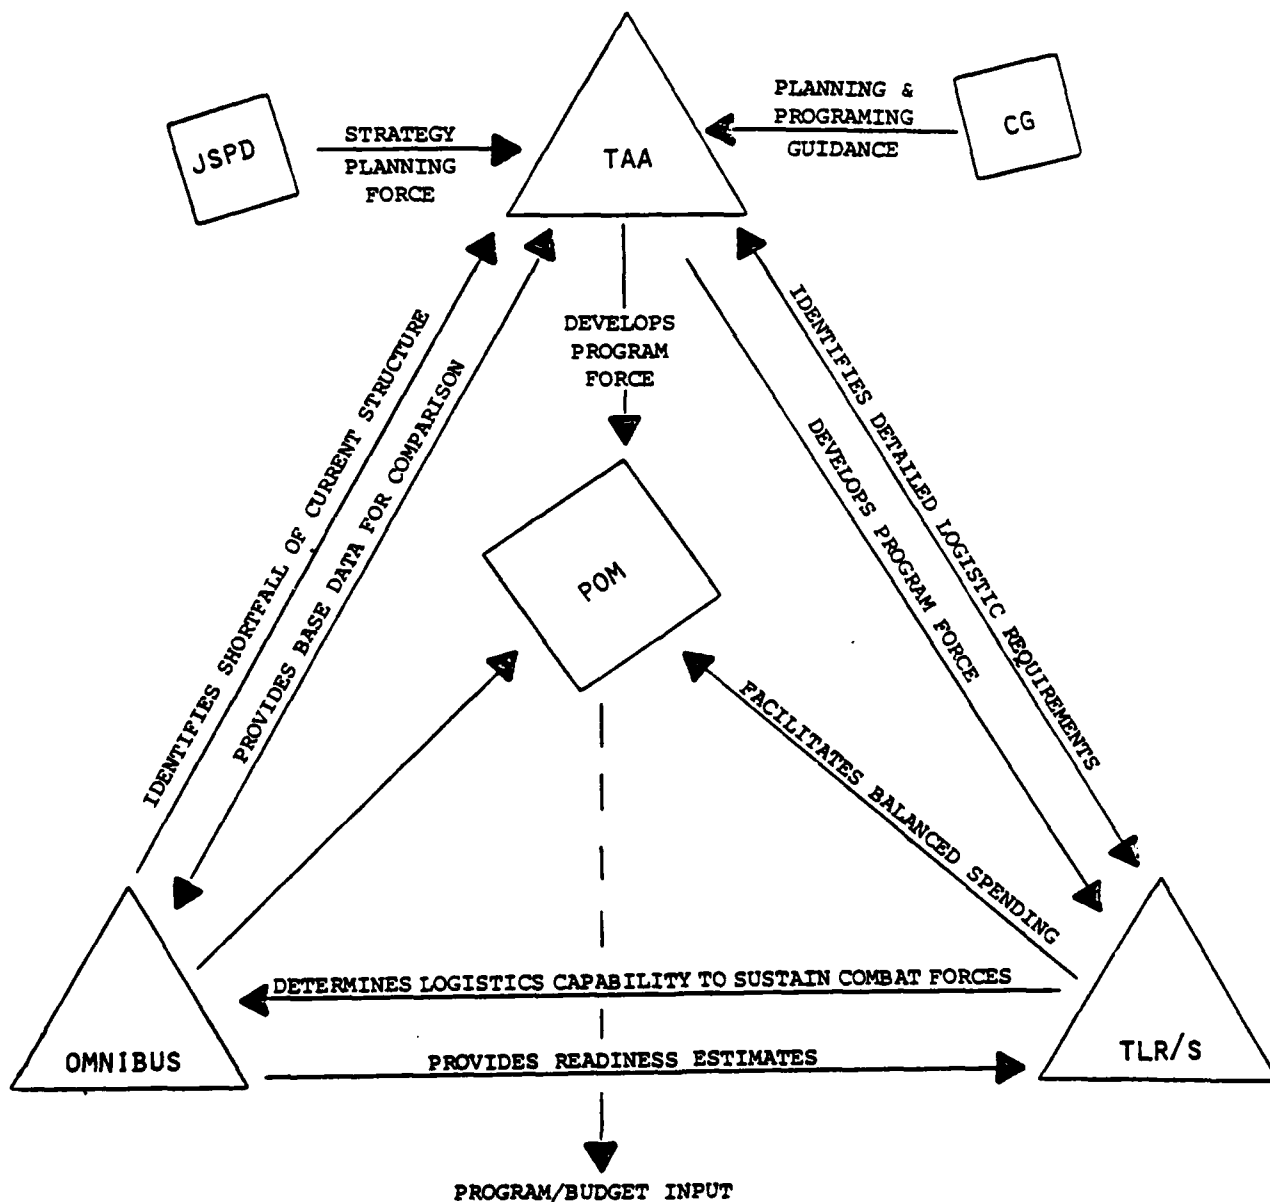 TAA
JSPD
STRATEGY
PLANNING
FORCE
PLANNING &
PROGRAMING
GUIDANCE
CG
DEVELOPS
PROGRAM
FORCE
IDENTIFIES SHORTFALL OF CURRENT STRUCTURE
PROVIDES BASE DATA FOR COMPARISON
IDENTIFIES DETAILED LOGISTIC REQUIREMENTS
DEVELOPS PROGRAM FORCE
POM
FACILITATES BALANCED SPENDING
DETERMINES LOGISTICS CAPABILITY TO SUSTAIN COMBAT FORCES
OMNIBUS
PROVIDES READINESS ESTIMATES
TLR/S
PROGRAM/BUDGET INPUT